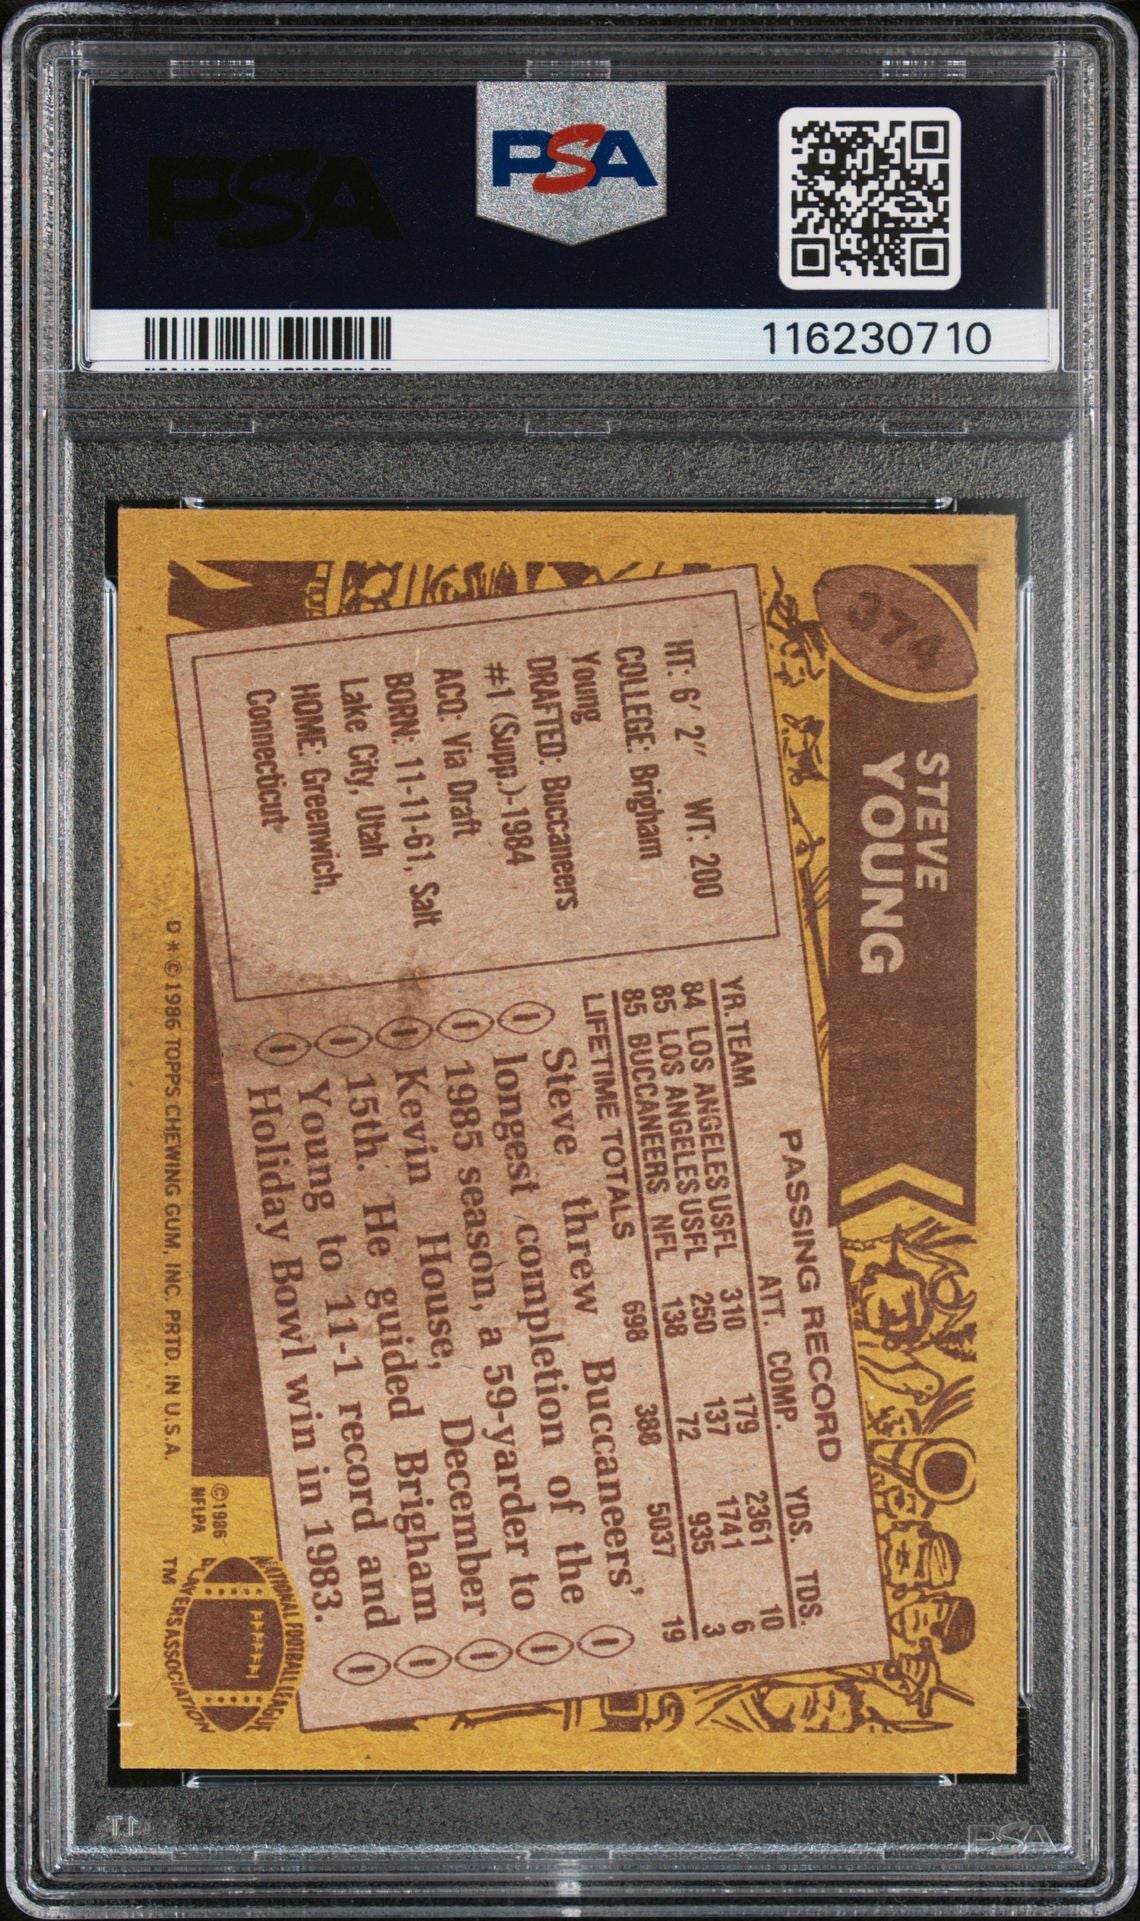 PSA
PSA
116230710
374
STEVE
YOUNG
HT: 6' 2" WT: 200
COLLEGE: Brigham
Young
DRAFTED: Buccaneers
#1 (Supp.)-1984
ACQ: Via Draft
BORN: 11-11-61, Salt
Lake City, Utah
HOME: Greenwich,
Connecticut
PASSING RECORD
YR. TEAM ATT. COMP. YDS. TDS.
84 LOS ANGELES USFL 310 179 2361 10
85 LOS ANGELES USFL 250 137 1741 6
85 BUCCANEERS NFL 138 72 935 3
LIFETIME TOTALS 698 388 5037 19
Steve threw Buccaneers'
longest completion of the
1985 season, a 59-yarder to
Kevin House, December
15th. He guided Brigham
Young to 11-1 record and
Holiday Bowl win in 1983.
D * © 1986 TOPPS CHEWING GUM, INC. PRTD. IN U.S.A.
© 1986
NFLPA
NATIONAL FOOTBALL LEAGUE
PLAYERS ASSOCIATION
TM
PSA